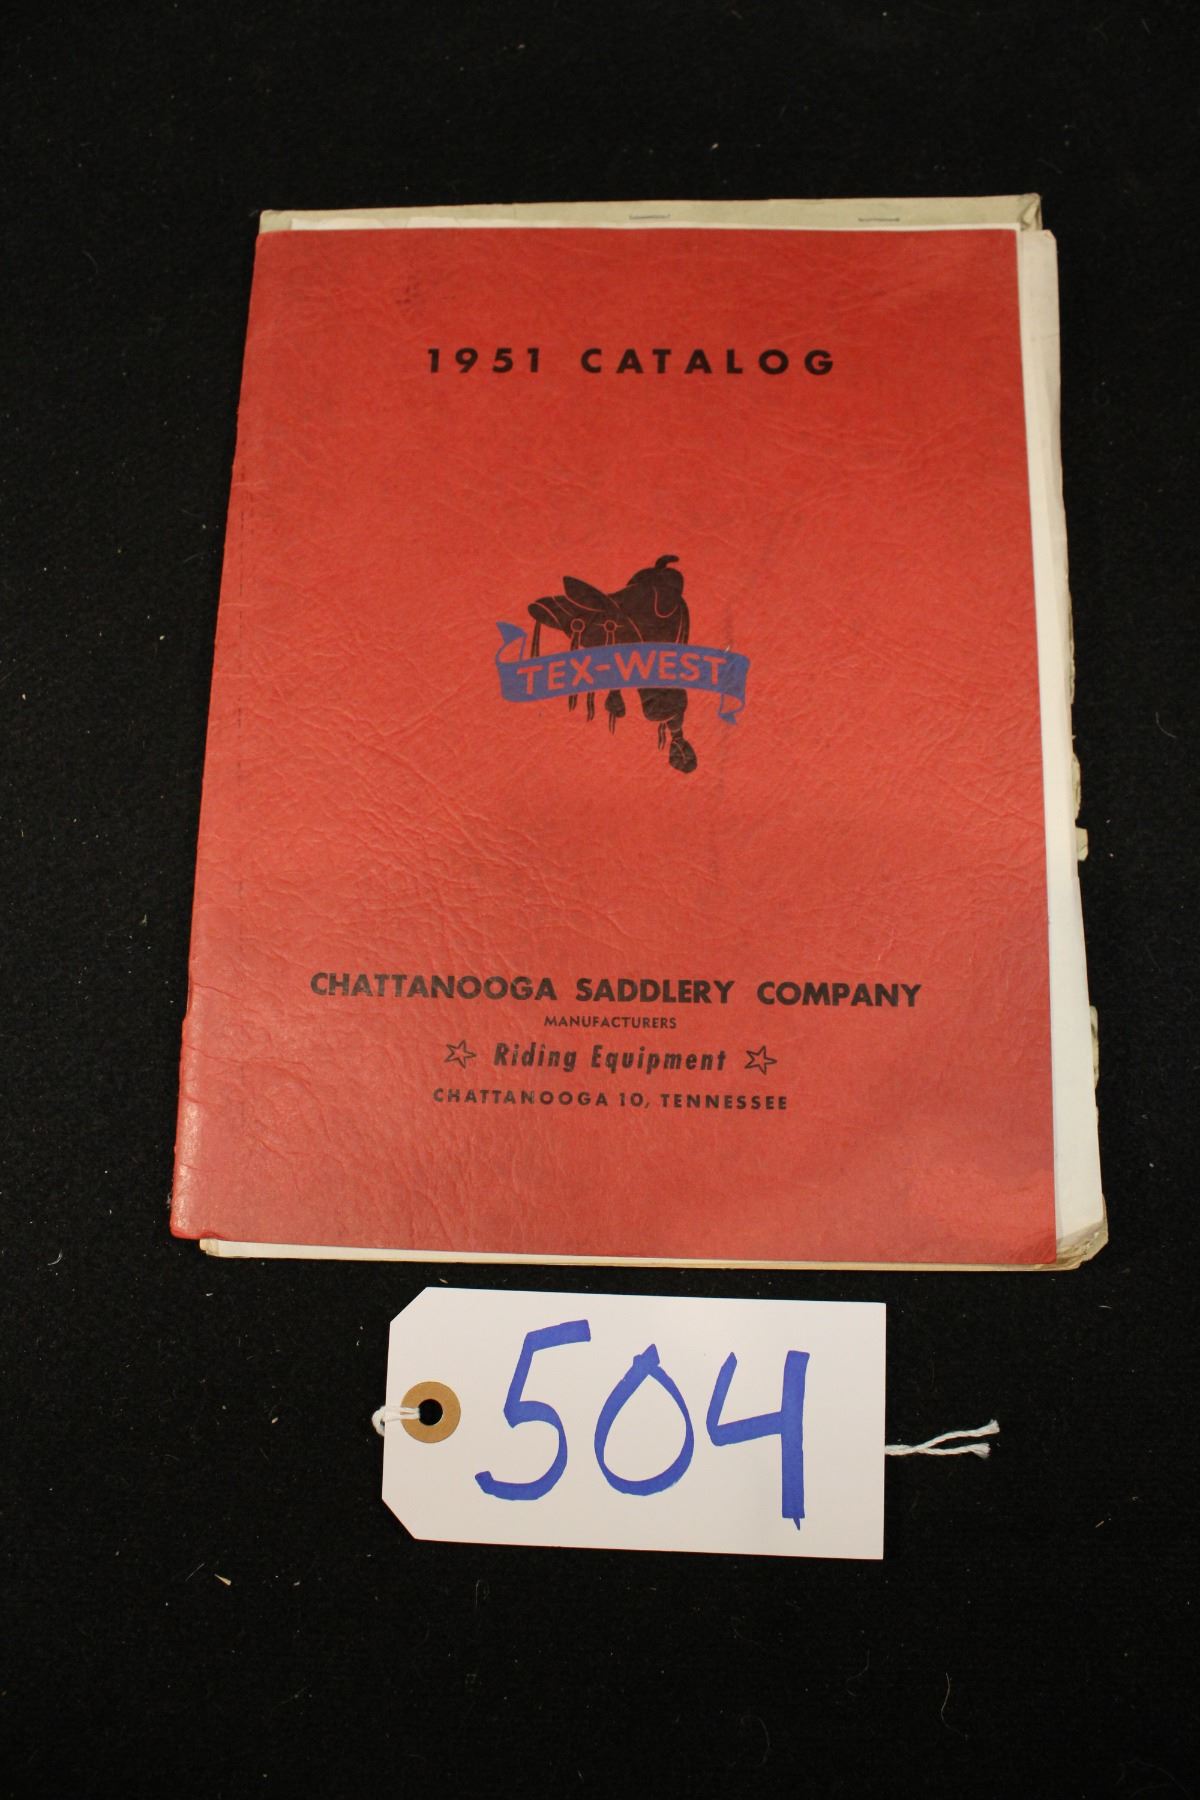 1951 CATALOG
TEX-WEST
CHATTANOOGA SADDLERY COMPANY
MANUFACTURERS
Riding Equipment
CHATTANOOGA 10, TENNESSEE
504